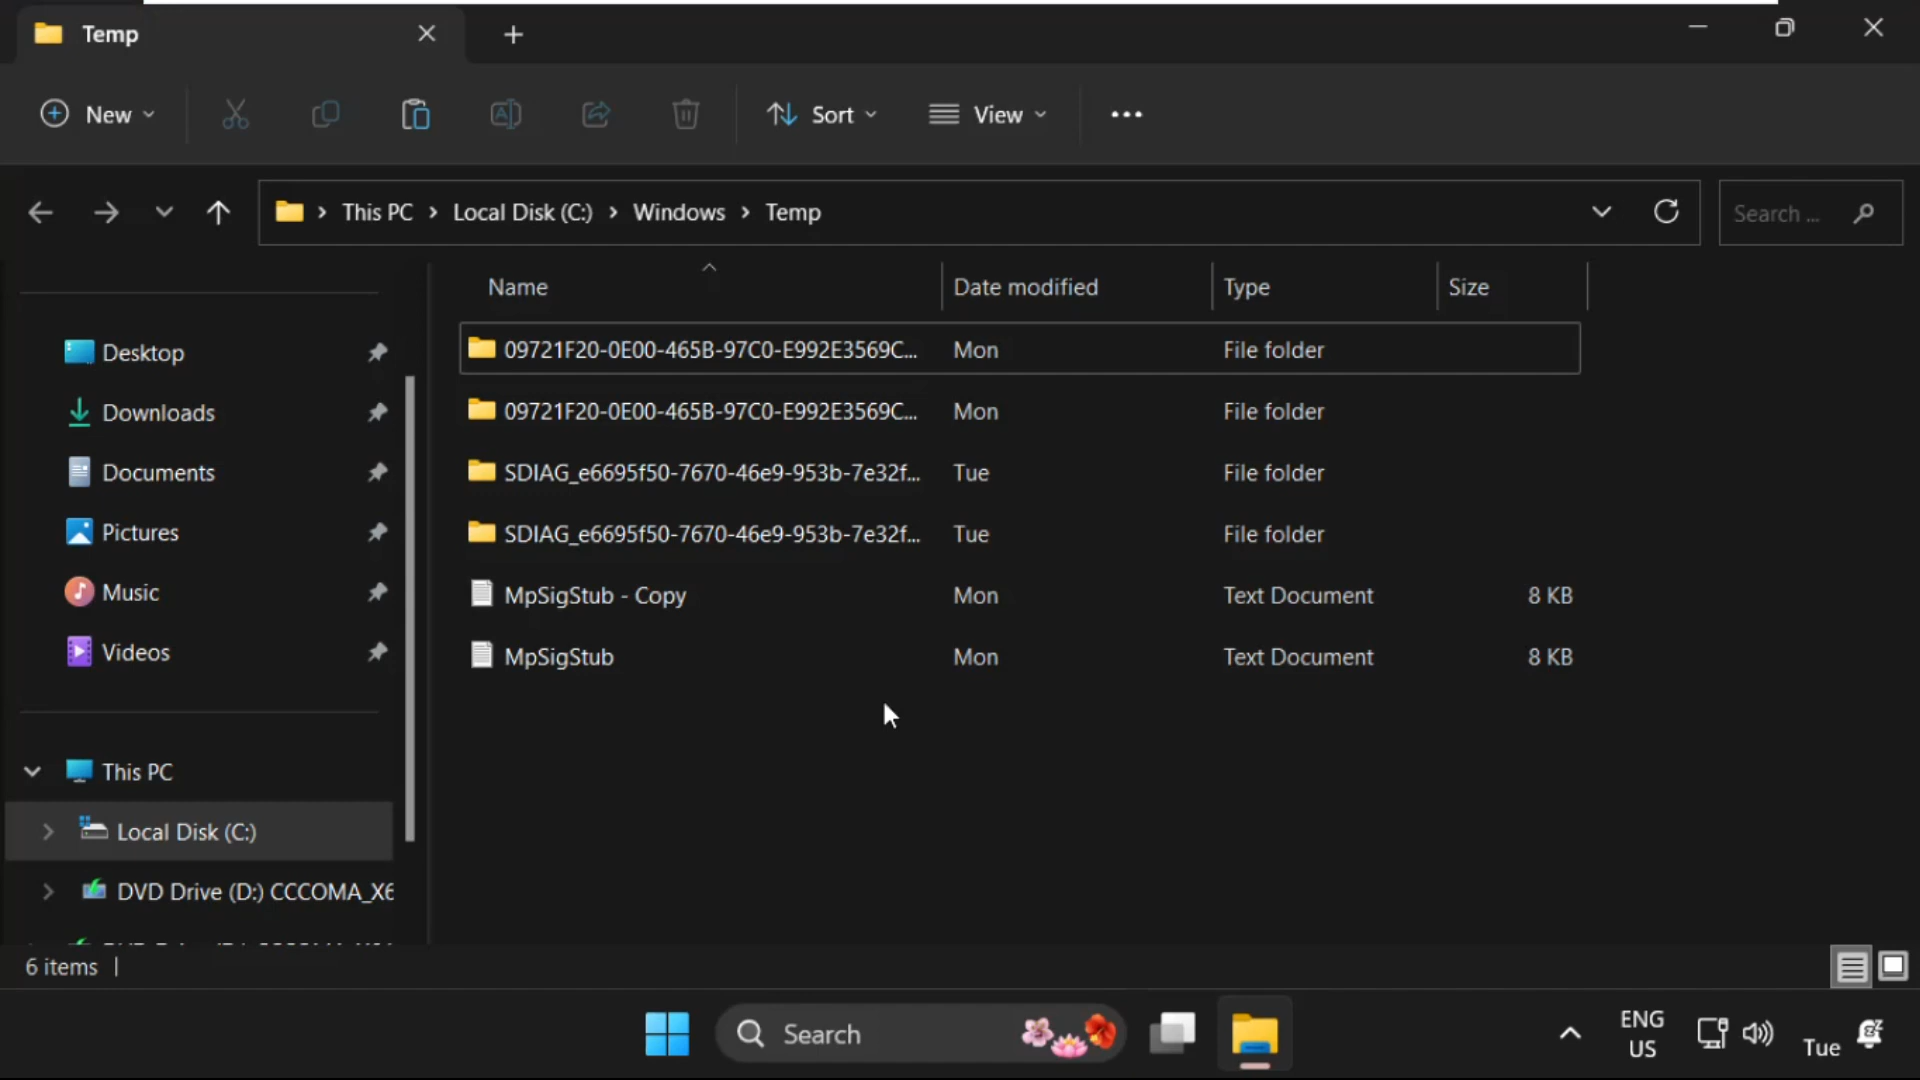 Temp
New
Sort
View
This PC > Local Disk (C:) > Windows > Temp
Search ...
Name
Date modified
Type
Size
Desktop
Downloads
Documents
Pictures
Music
Videos
This PC
Local Disk (C:)
DVD Drive (D:) CCCOMA_X6
09721F20-0E00-465B-97C0-E992E3569C... Mon File folder
09721F20-0E00-465B-97C0-E992E3569C... Mon File folder
SDIAG_e6695f50-7670-46e9-953b-7e32f... Tue File folder
SDIAG_e6695f50-7670-46e9-953b-7e32f... Tue File folder
MpSigStub - Copy Mon Text Document 8 KB
MpSigStub Mon Text Document 8 KB
6 items
Search
ENG
US
Tue